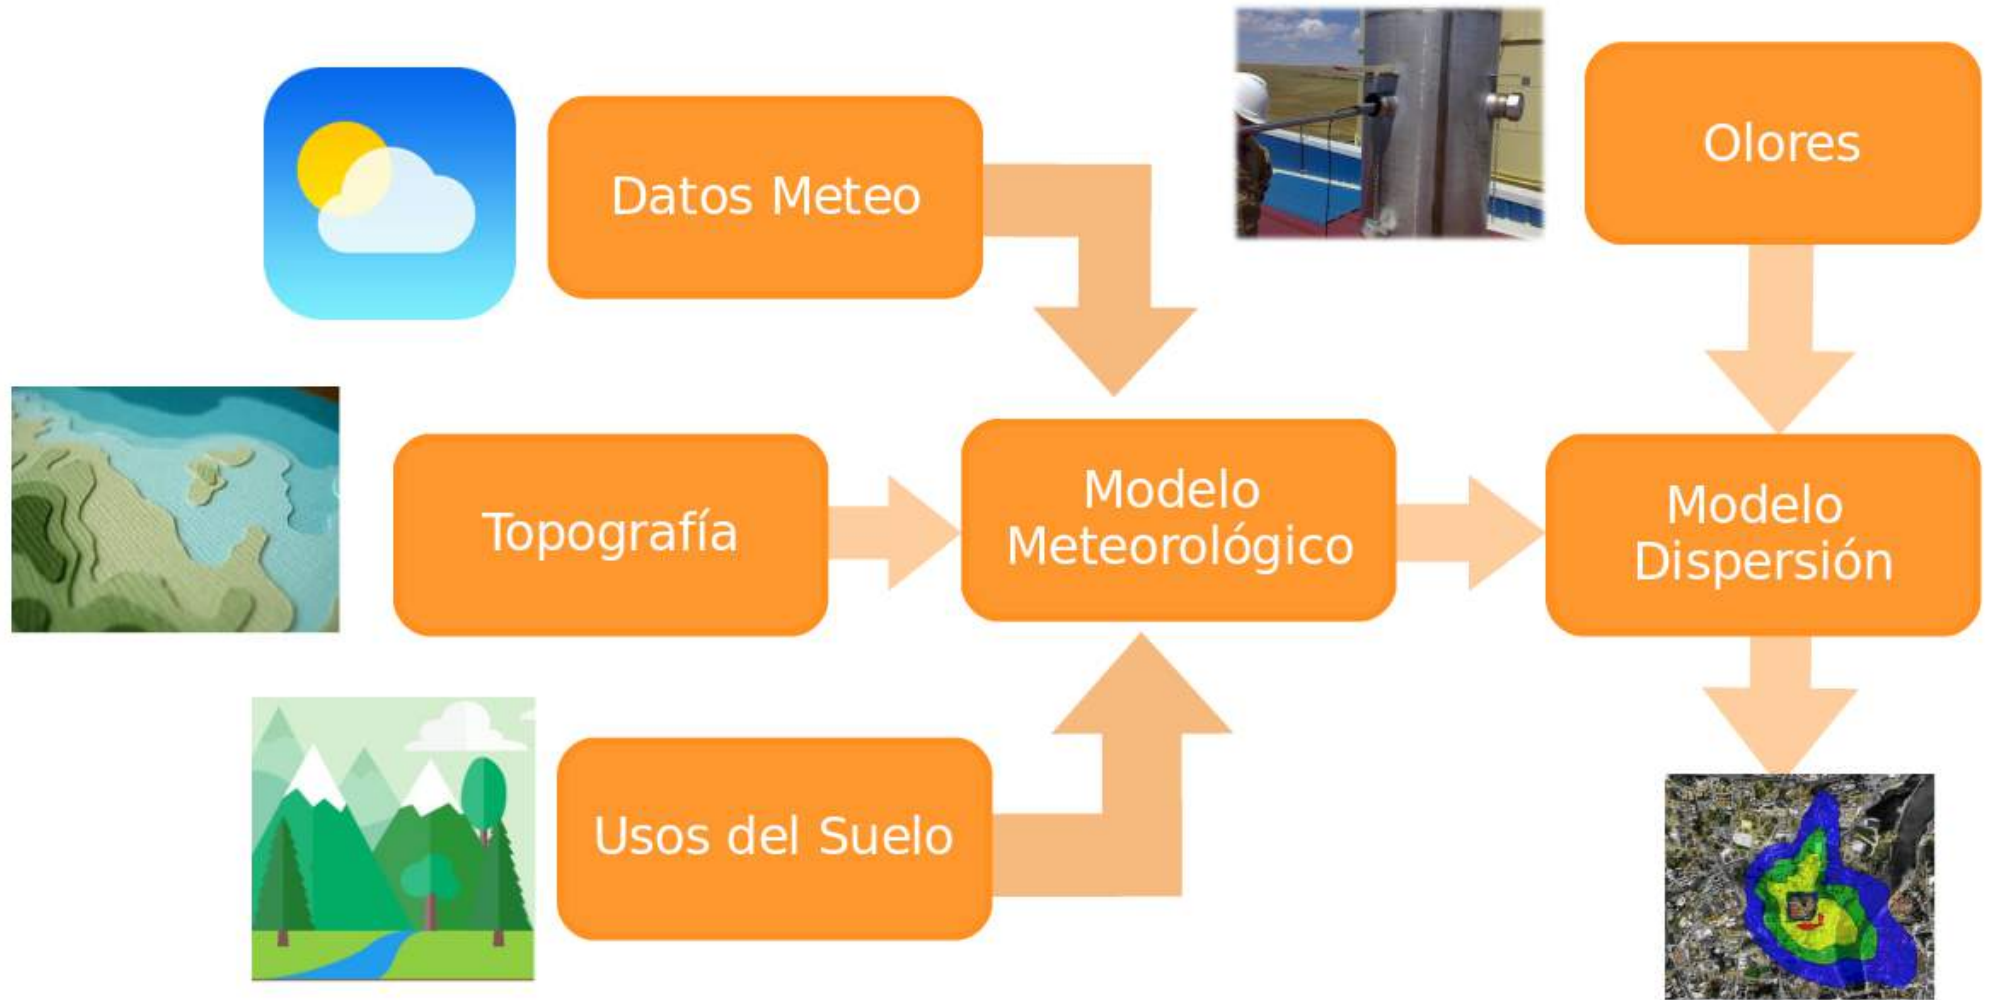 Datos Meteo
Olores
Topografía
Modelo
Meteorológico
Modelo
Dispersión
Usos del Suelo